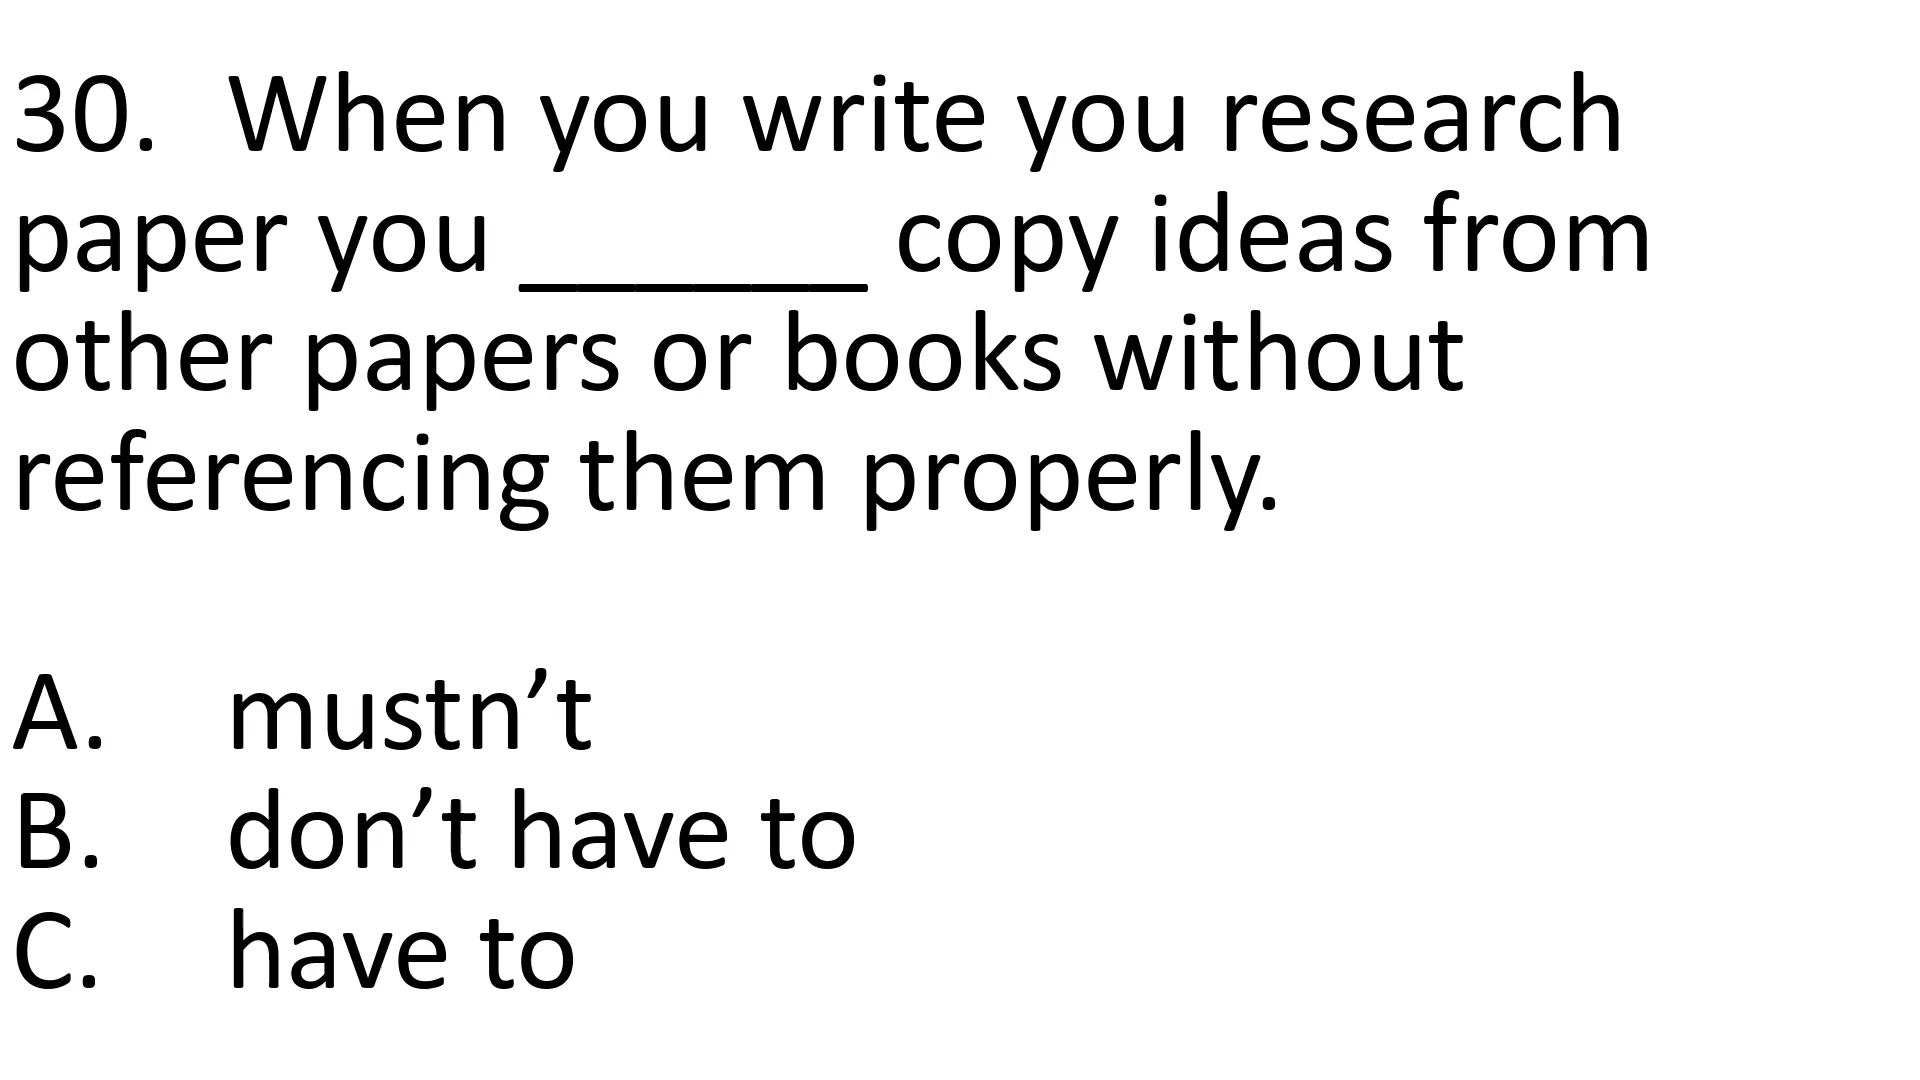 30. When you write you research
paper you ______ copy ideas from
other papers or books without
referencing them properly.
A. mustn’t
B. don’t have to
C. have to